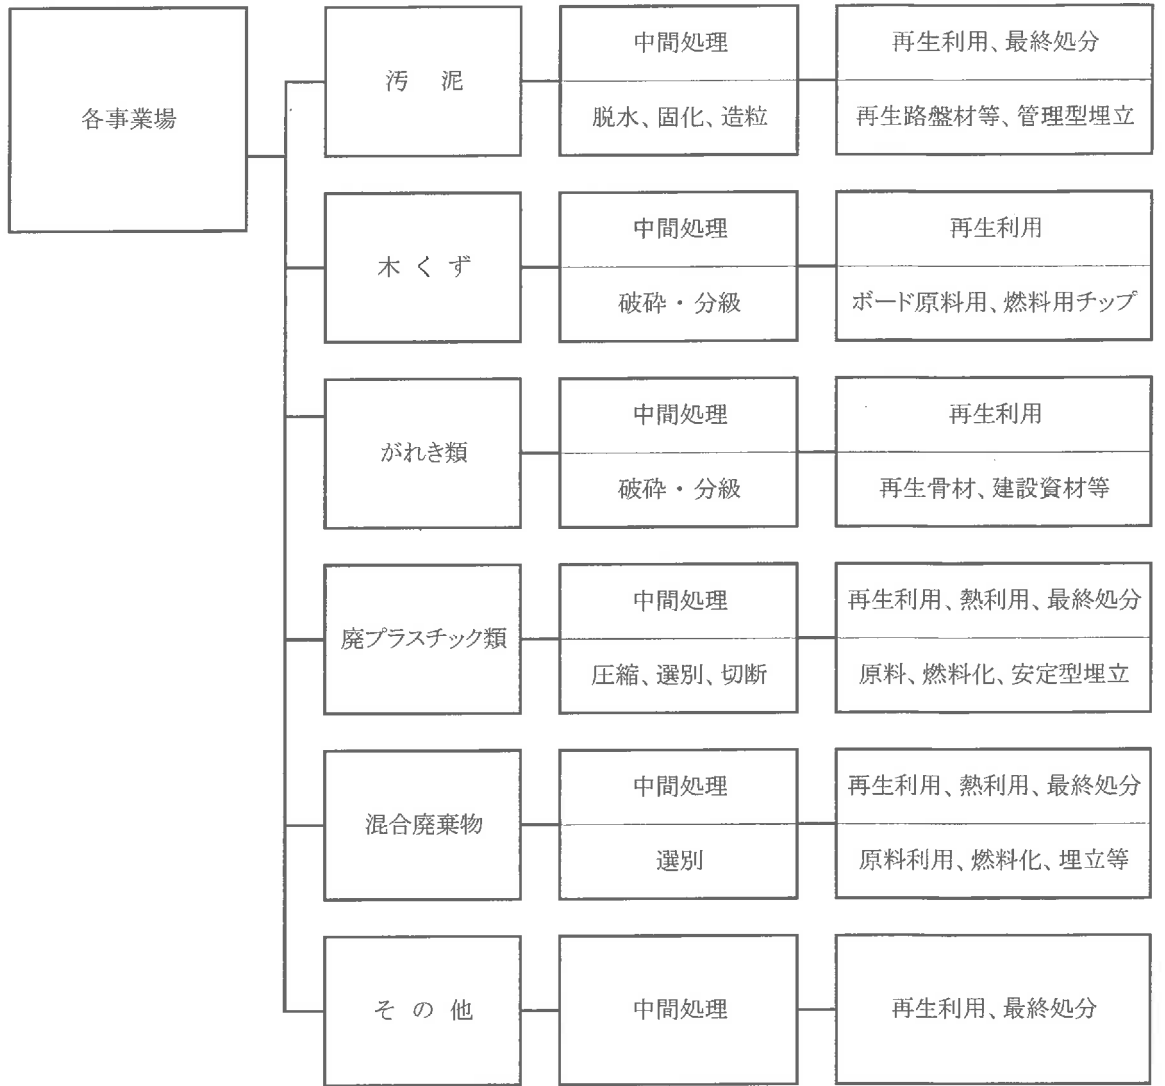 各事業場
汚　泥
中間処理
脱水、固化、造粒
再生利用、最終処分
再生路盤材等、管理型埋立
木 く ず
中間処理
破砕・分級
再生利用
ボード原料用、燃料用チップ
がれき類
中間処理
破砕・分級
再生利用
再生骨材、建設資材等
廃プラスチック類
中間処理
圧縮、選別、切断
再生利用、熱利用、最終処分
原料、燃料化、安定型埋立
混合廃棄物
中間処理
選別
再生利用、熱利用、最終処分
原料利用、燃料化、埋立等
そ の 他
中間処理
再生利用、最終処分